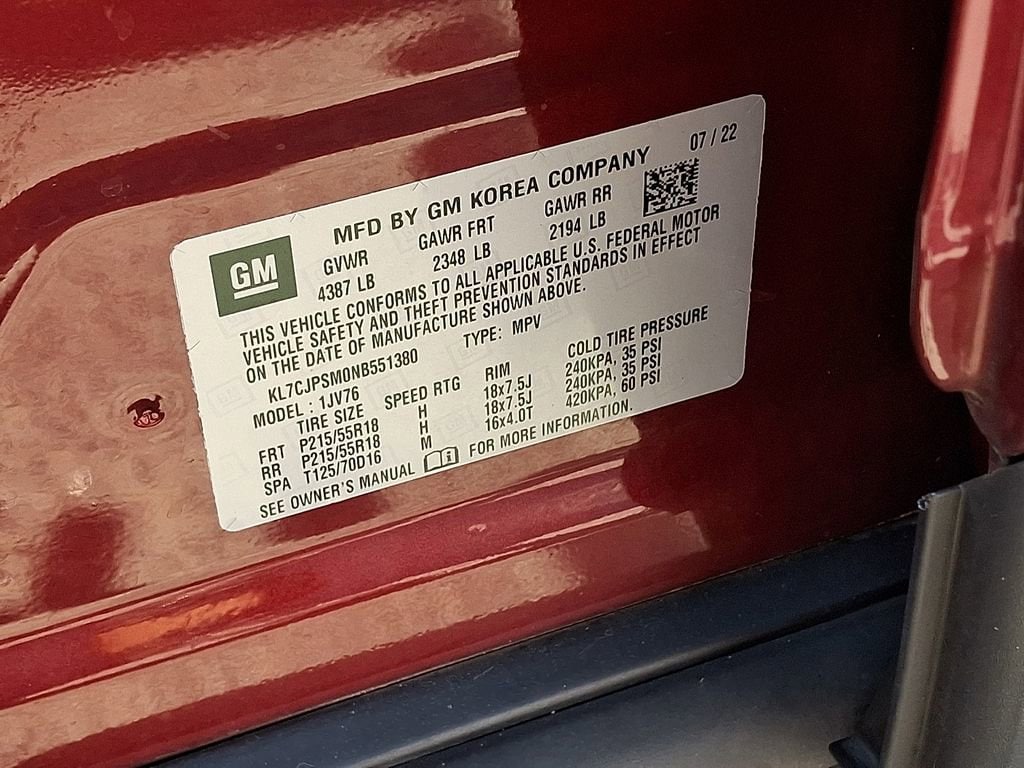 07 / 22
MFD BY GM KOREA COMPANY
GM
GVWR GAWR FRT GAWR RR
4387 LB 2348 LB 2194 LB
THIS VEHICLE CONFORMS TO ALL APPLICABLE U.S. FEDERAL MOTOR
VEHICLE SAFETY AND THEFT PREVENTION STANDARDS IN EFFECT
ON THE DATE OF MANUFACTURE SHOWN ABOVE.
KL7CJPSM0NB551380 TYPE: MPV
MODEL : 1JV76
TIRE SIZE SPEED RTG RIM COLD TIRE PRESSURE
FRT P215/55R18 H 18x7.5J 240KPA, 35 PSI
RR P215/55R18 H 18x7.5J 240KPA, 35 PSI
SPA T125/70D16 M 16x4.0T 420KPA, 60 PSI
SEE OWNER'S MANUAL FOR MORE INFORMATION.